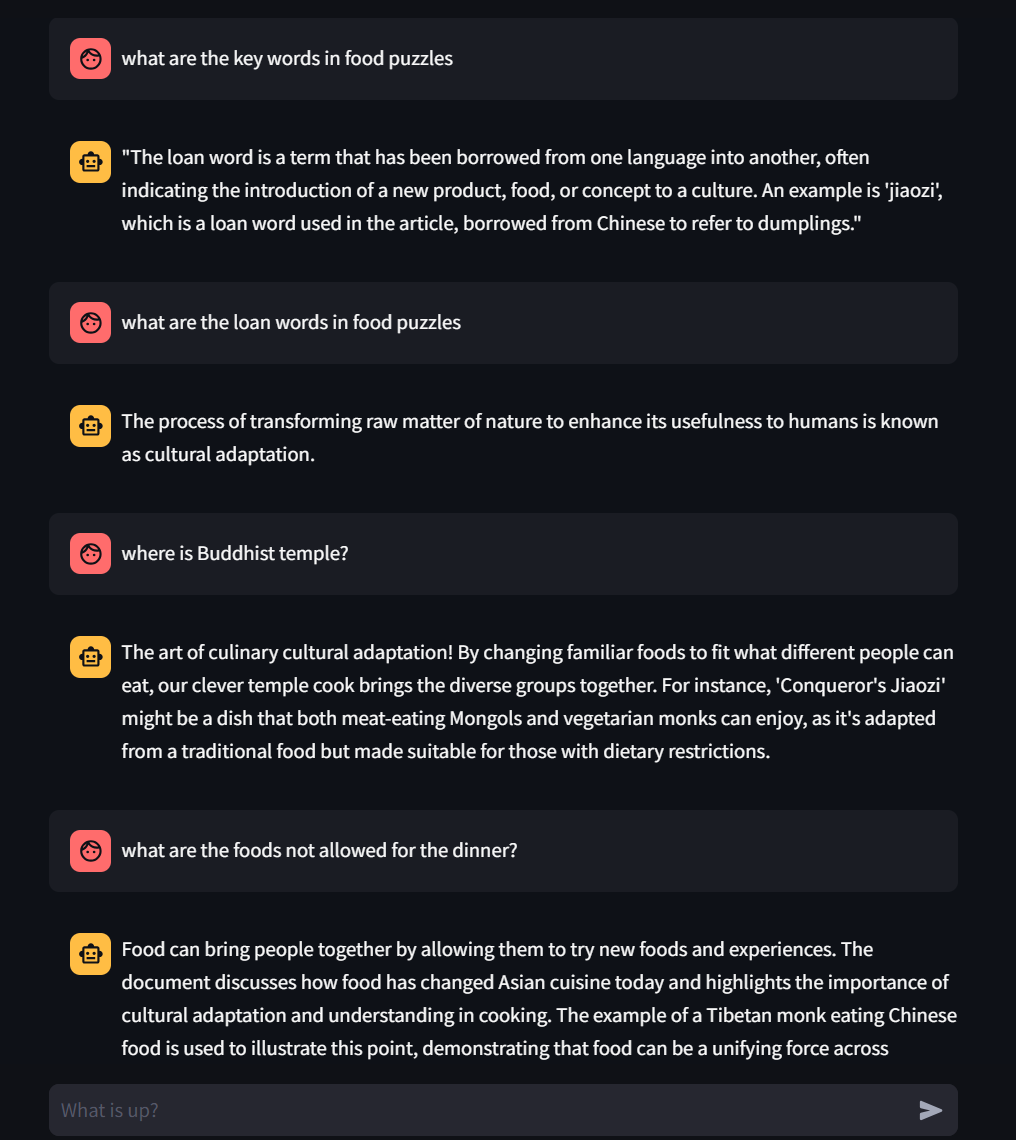 what are the key words in food puzzles
"The loan word is a term that has been borrowed from one language into another, often
indicating the introduction of a new product, food, or concept to a culture. An example is 'jiaozi',
which is a loan word used in the article, borrowed from Chinese to refer to dumplings."
what are the loan words in food puzzles
The process of transforming raw matter of nature to enhance its usefulness to humans is known
as cultural adaptation.
where is Buddhist temple?
The art of culinary cultural adaptation! By changing familiar foods to fit what different people can
eat, our clever temple cook brings the diverse groups together. For instance, 'Conqueror's Jiaozi'
might be a dish that both meat-eating Mongols and vegetarian monks can enjoy, as it's adapted
from a traditional food but made suitable for those with dietary restrictions.
what are the foods not allowed for the dinner?
Food can bring people together by allowing them to try new foods and experiences. The
document discusses how food has changed Asian cuisine today and highlights the importance of
cultural adaptation and understanding in cooking. The example of a Tibetan monk eating Chinese
food is used to illustrate this point, demonstrating that food can be a unifying force across
What is up?